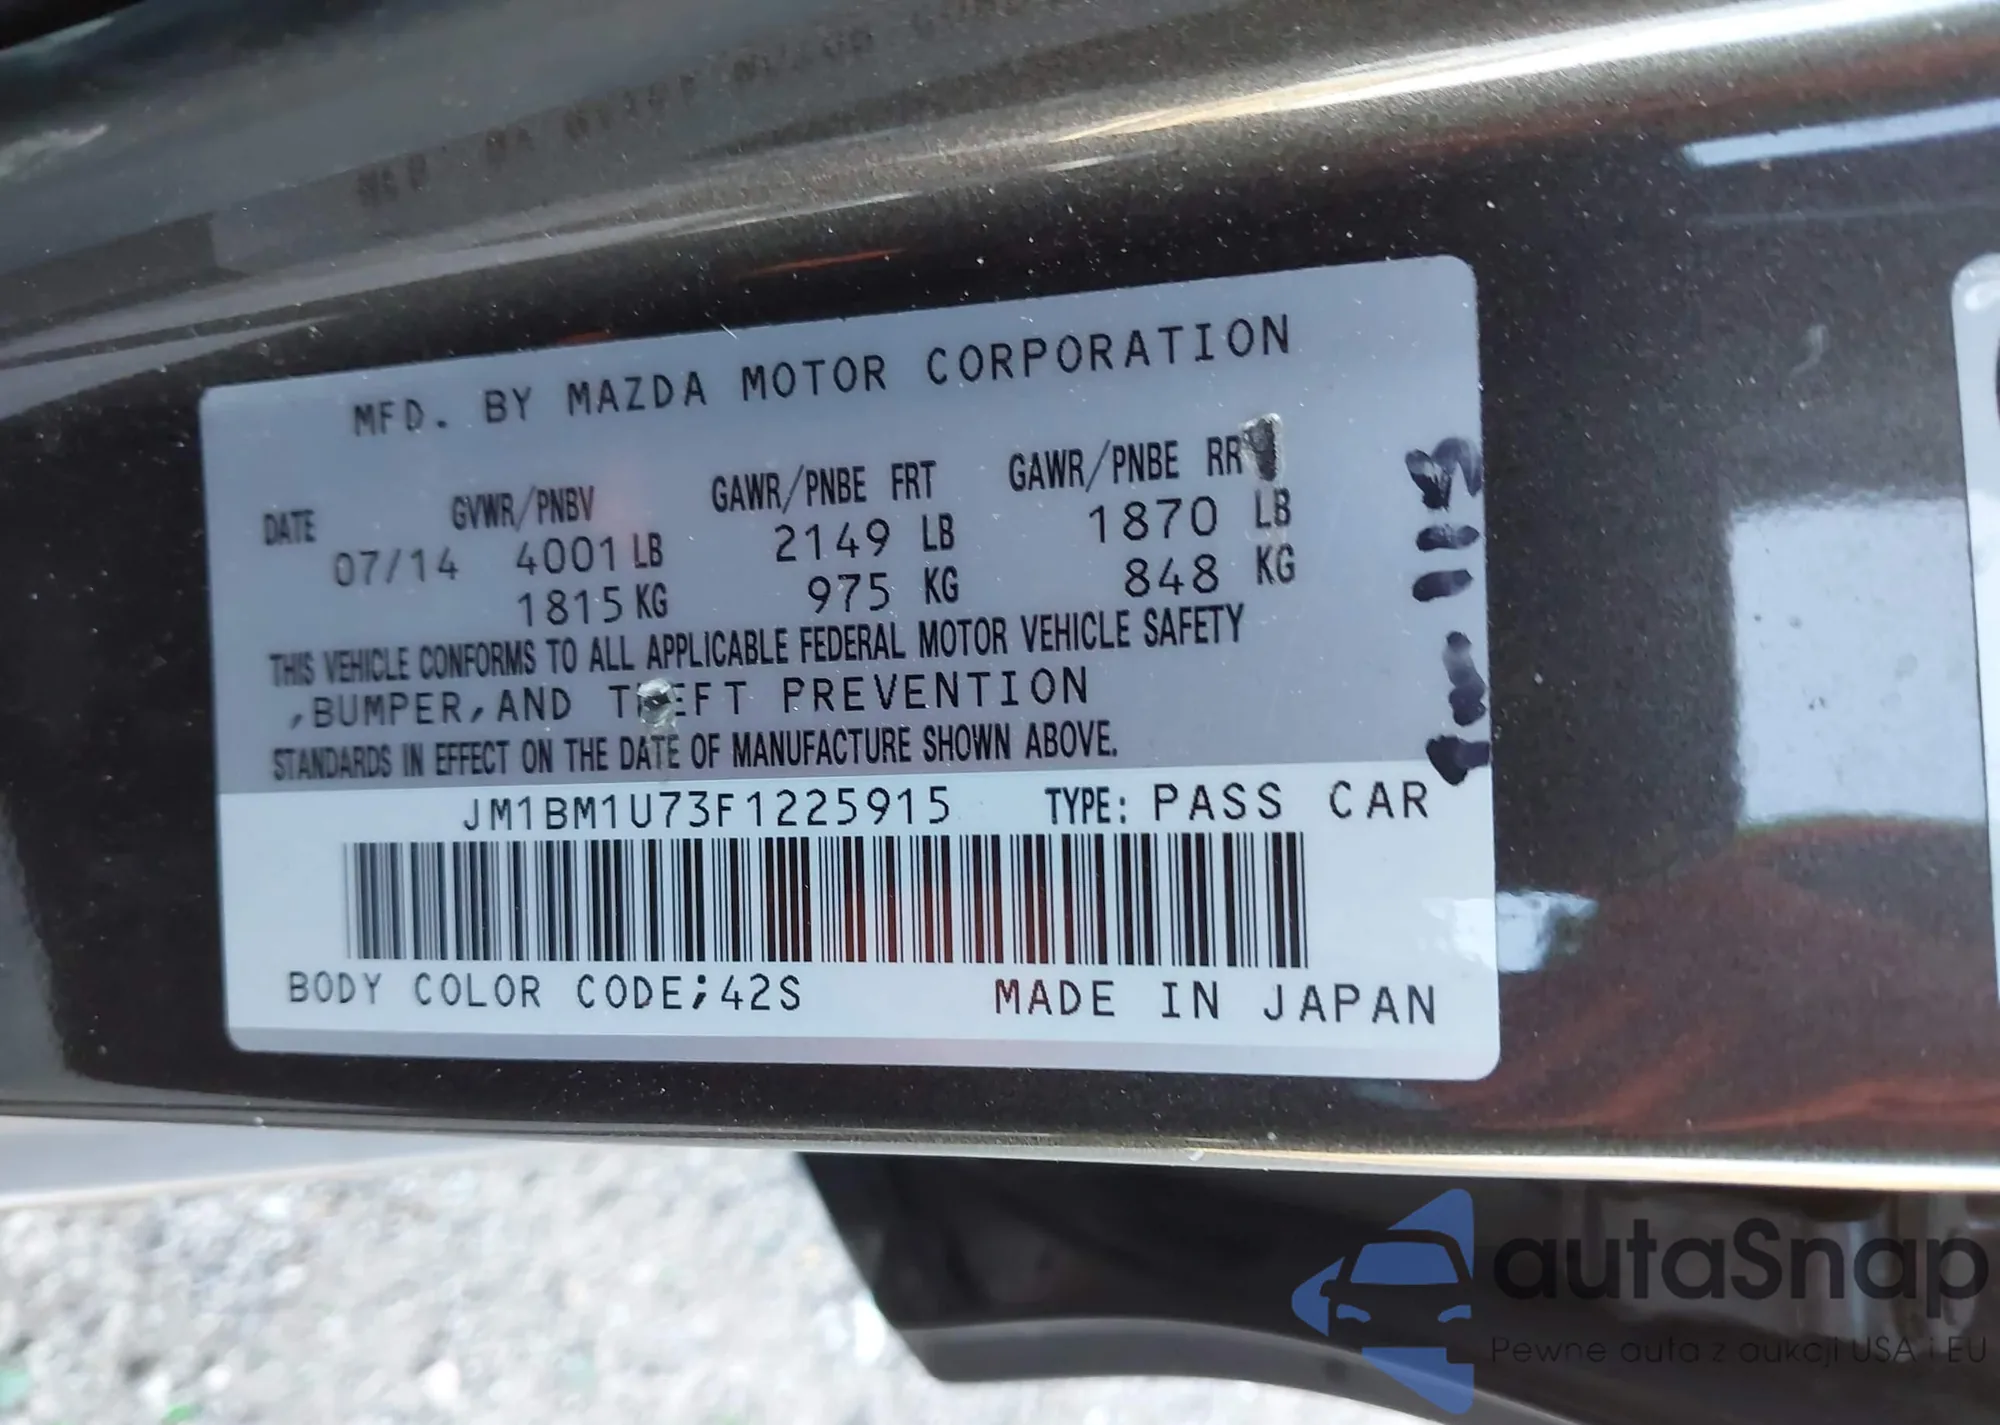 MFD. BY MAZDA MOTOR CORPORATION
DATE GVWR/PNBV GAWR/PNBE FRT GAWR/PNBE RR
07/14 4001 LB 2149 LB 1870 LB
1815 KG 975 KG 848 KG
THIS VEHICLE CONFORMS TO ALL APPLICABLE FEDERAL MOTOR VEHICLE SAFETY
,BUMPER,AND THEFT PREVENTION
STANDARDS IN EFFECT ON THE DATE OF MANUFACTURE SHOWN ABOVE.
JM1BM1U73F1225915 TYPE: PASS CAR
BODY COLOR CODE;42S MADE IN JAPAN
autaSnap
Pewne auta z aukcji USA i EU